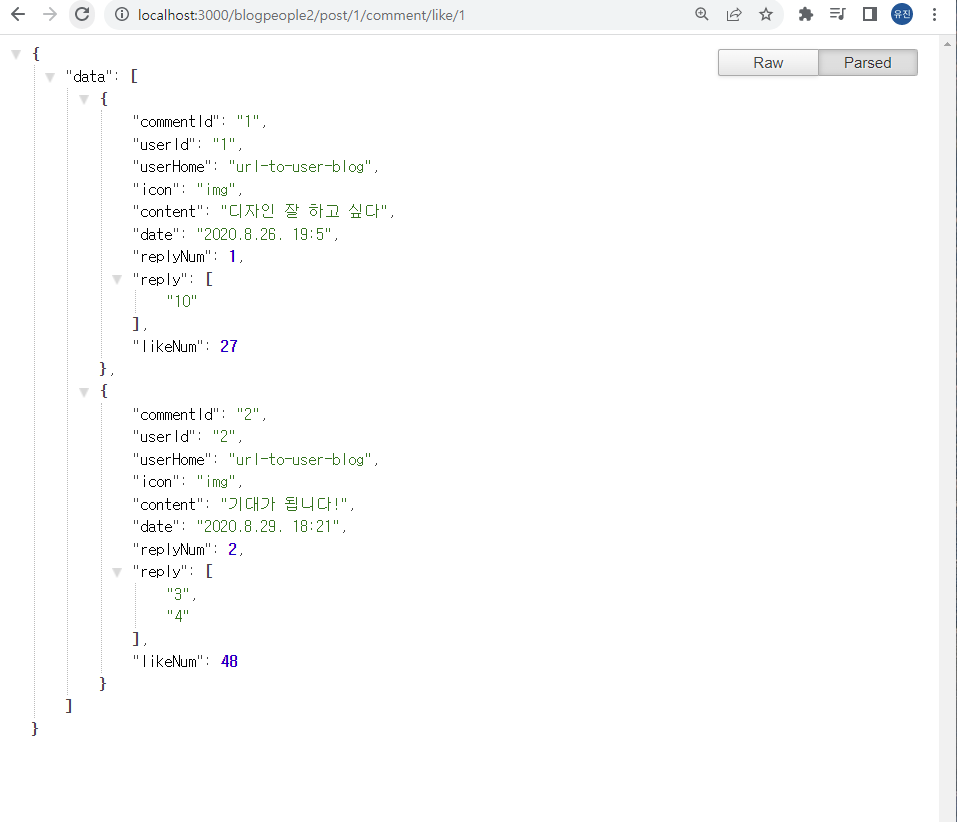 localhost:3000/blogpeople2/post/1/comment/like/1
유진
Raw
Parsed
{
"data": [
{
"commentId": "1",
"userId": "1",
"userHome": "url-to-user-blog",
"icon": "img",
"content": "디자인 잘 하고 싶다",
"date": "2020.8.26. 19:5",
"replyNum": 1,
"reply": [
"10"
],
"likeNum": 27
},
{
"commentId": "2",
"userId": "2",
"userHome": "url-to-user-blog",
"icon": "img",
"content": "기대가 됩니다!",
"date": "2020.8.29. 18:21",
"replyNum": 2,
"reply": [
"3",
"4"
],
"likeNum": 48
}
]
}